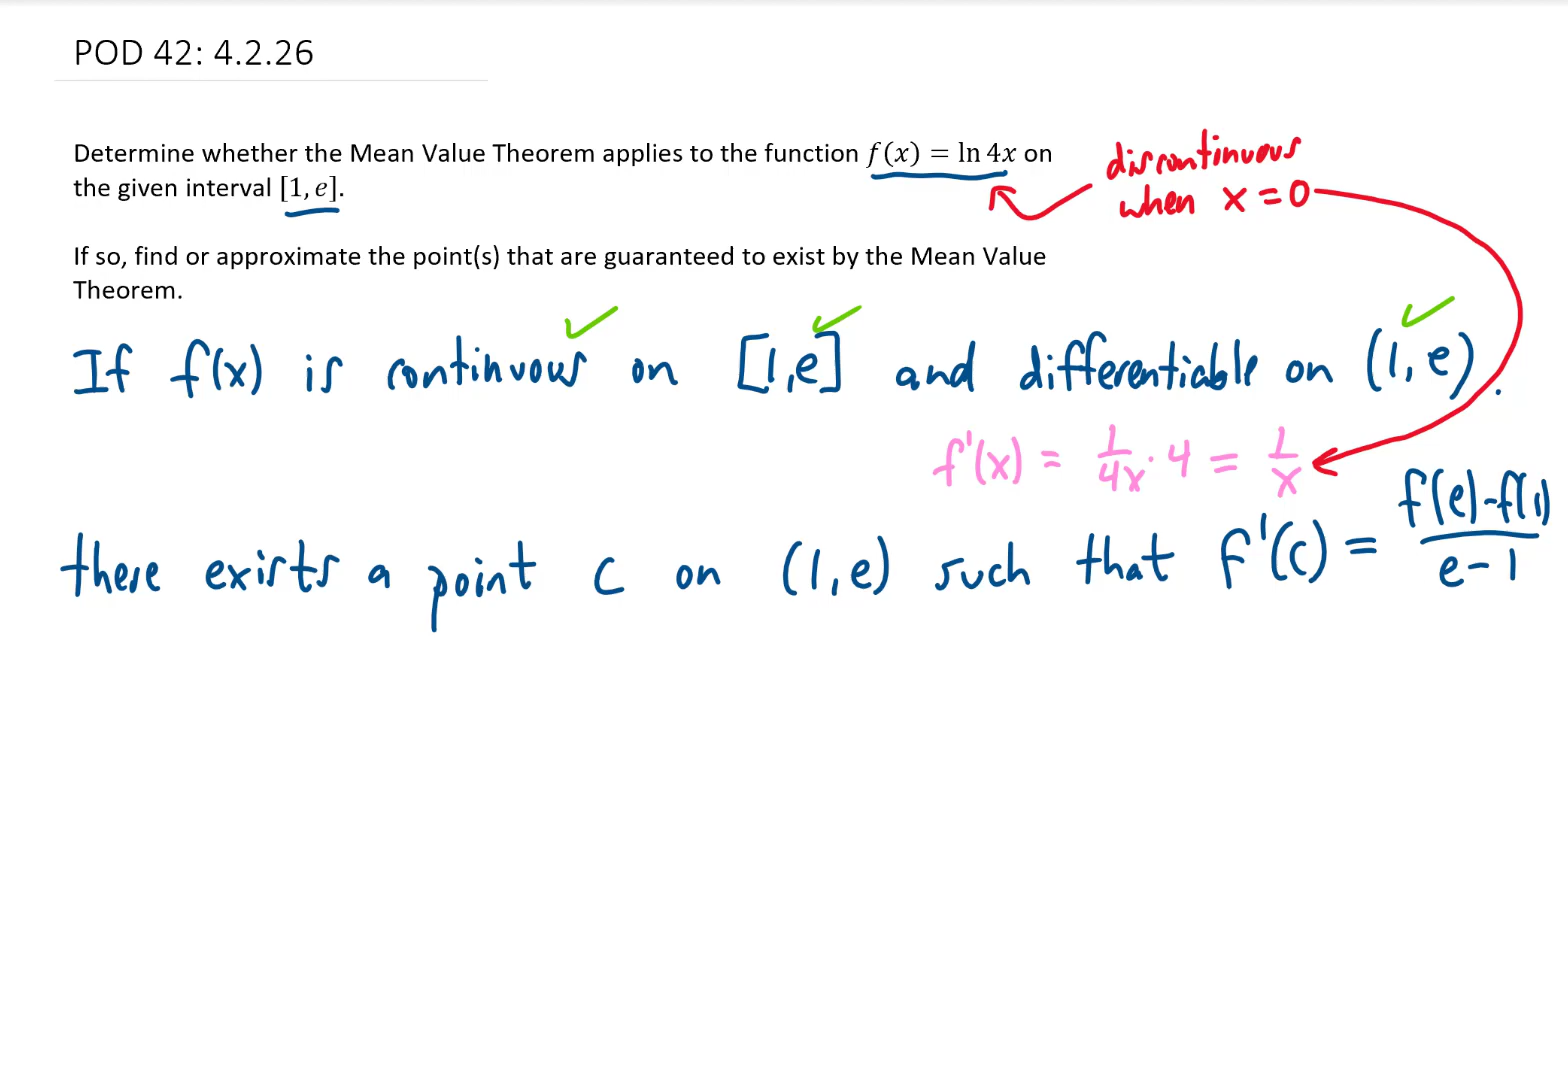 POD 42: 4.2.26
Determine whether the Mean Value Theorem applies to the function f(x) = ln 4x on
the given interval [1, e].
discontinuous
when x = 0
If so, find or approximate the point(s) that are guaranteed to exist by the Mean Value
Theorem.
If f(x) is continuous on [1,e] and differentiable on (1, e).
f'(x) = 1/4x · 4 = 1/x
there exists a point c on (1,e) such that f'(c) = f(e)-f(1)/e-1